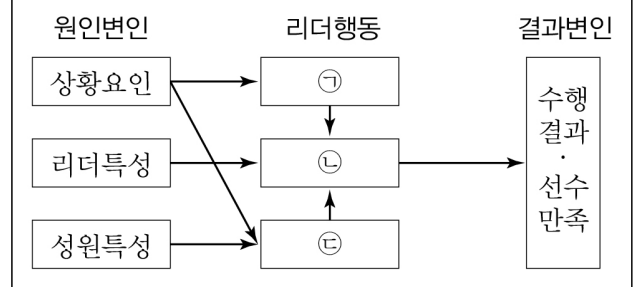 원인변인 리더행동 결과변인
상황요인 ㉠
리더특성 ㉡
성원특성 ㉢
수행
결과
·
선수
만족